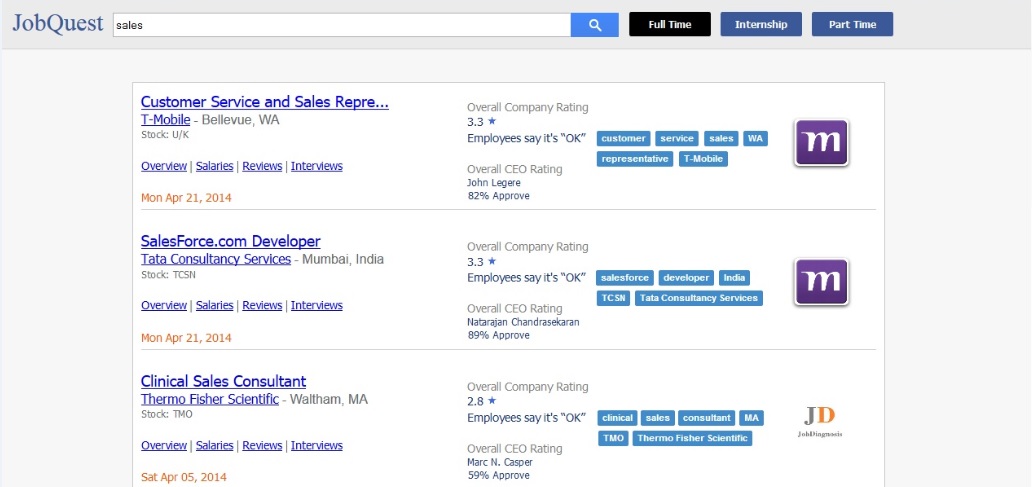 JobQuest
sales
Full Time
Internship
Part Time
Customer Service and Sales Repre...
T-Mobile - Bellevue, WA
Stock: U/K
Overview | Salaries | Reviews | Interviews
Mon Apr 21, 2014
Overall Company Rating
3.3 ★
Employees say it's "OK"
Overall CEO Rating
John Legere
82% Approve
customer service sales WA
representative T-Mobile
m
SalesForce.com Developer
Tata Consultancy Services - Mumbai, India
Stock: TCSN
Overview | Salaries | Reviews | Interviews
Mon Apr 21, 2014
Overall Company Rating
3.3 ★
Employees say it's "OK"
Overall CEO Rating
Natarajan Chandrasekaran
89% Approve
salesforce developer India
TCSN Tata Consultancy Services
m
Clinical Sales Consultant
Thermo Fisher Scientific - Waltham, MA
Stock: TMO
Overview | Salaries | Reviews | Interviews
Sat Apr 05, 2014
Overall Company Rating
2.8 ★
Employees say it's "OK"
Overall CEO Rating
Marc N. Casper
59% Approve
clinical sales consultant MA
TMO Thermo Fisher Scientific
JD
JobDiagnosis